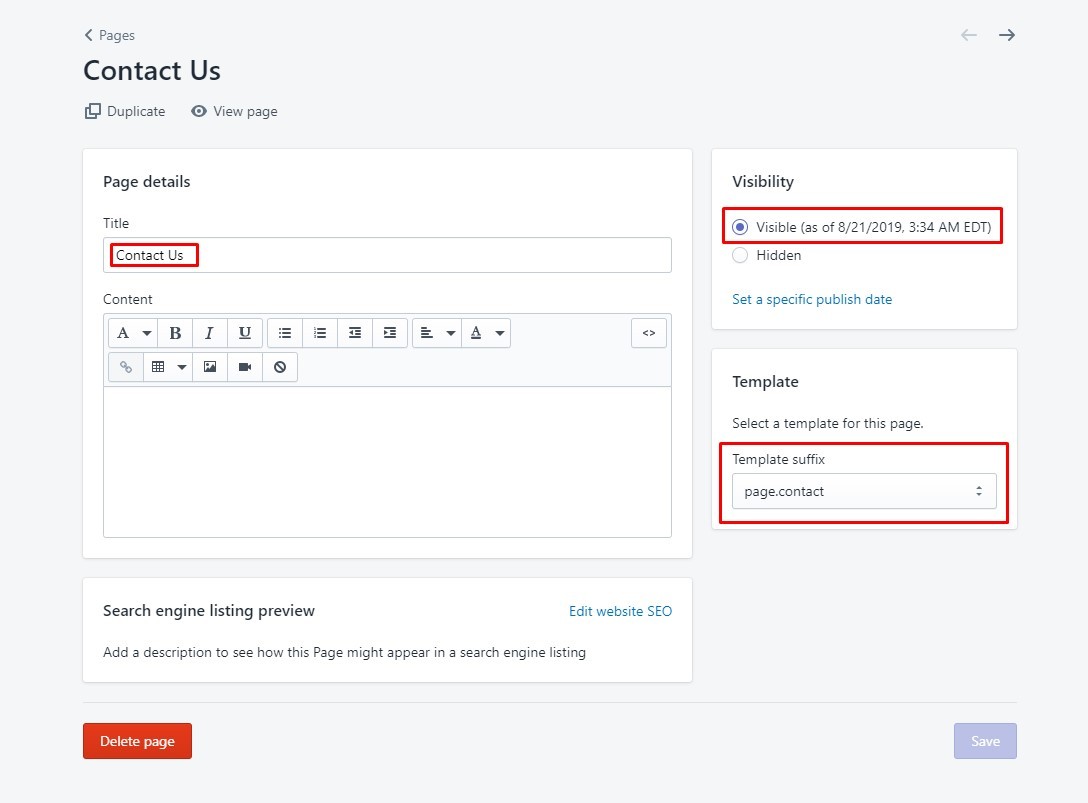 Pages
Contact Us
Duplicate View page
Page details
Title
Contact Us
Content
A B I U A <>
Search engine listing preview Edit website SEO
Add a description to see how this Page might appear in a search engine listing
Visibility
Visible (as of 8/21/2019, 3:34 AM EDT)
Hidden
Set a specific publish date
Template
Select a template for this page.
Template suffix
page.contact
Delete page Save